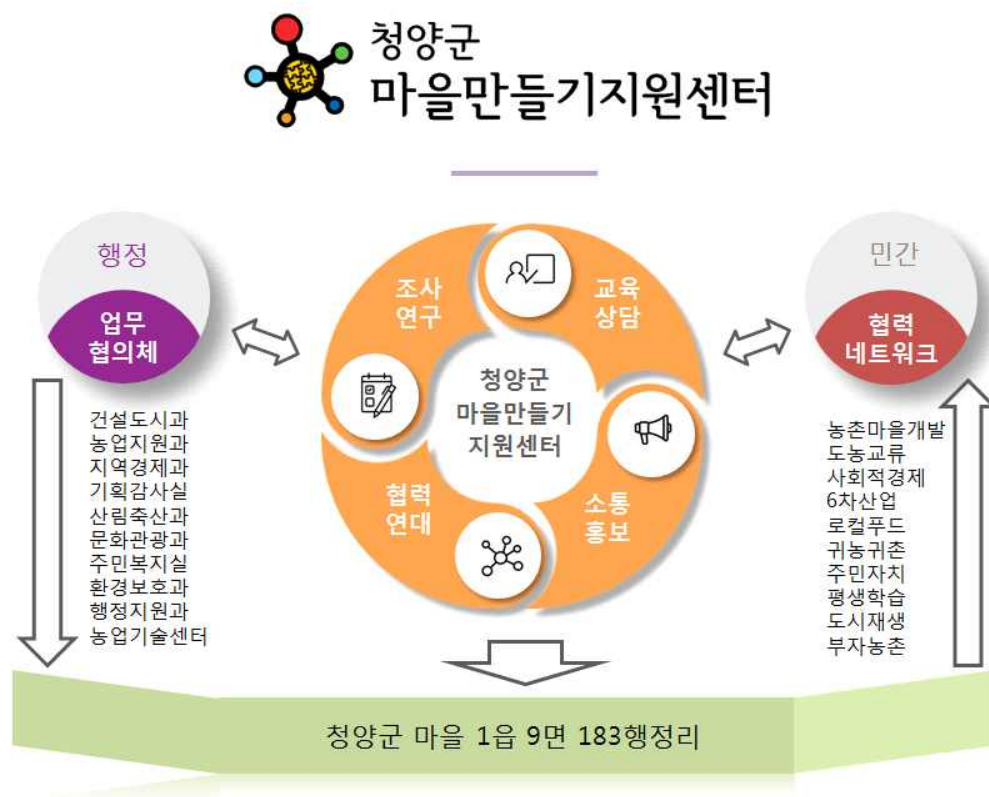 청양군
마을만들기지원센터
행정
업무
협의체
건설도시과
농업지원과
지역경제과
기획감사실
산림축산과
문화관광과
주민복지실
환경보호과
행정지원과
농업기술센터
조사
연구
교육
상담
청양군
마을만들기
지원센터
협력
연대
소통
홍보
민간
협력
네트워크
농촌마을개발
도농교류
사회적경제
6차산업
로컬푸드
귀농귀촌
주민자치
평생학습
도시재생
부자농촌
청양군 마을 1읍 9면 183행정리